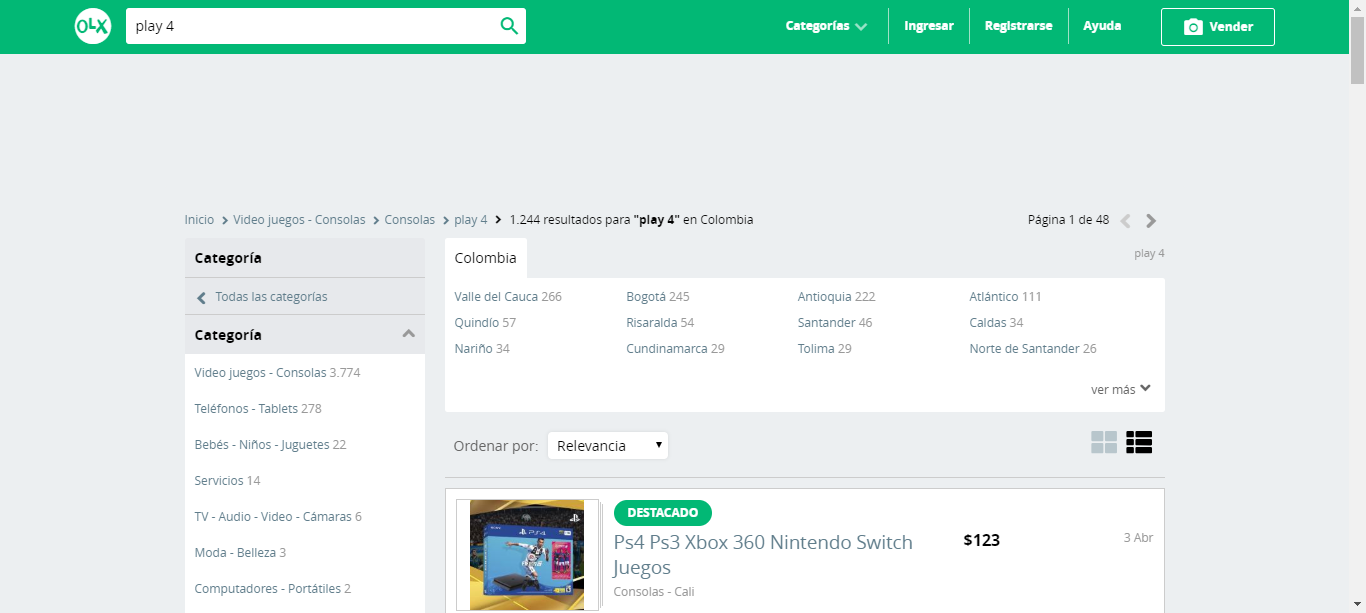 OLX
play 4
Categorías
Ingresar
Registrarse
Ayuda
Vender
Inicio Video juegos - Consolas Consolas play 4 1.244 resultados para "play 4" en Colombia
Página 1 de 48
Categoría
Todas las categorías
Categoría
Video juegos - Consolas 3.774
Teléfonos - Tablets 278
Bebés - Niños - Juguetes 22
Servicios 14
TV - Audio - Video - Cámaras 6
Moda - Belleza 3
Computadores - Portátiles 2
Colombia
play 4
Valle del Cauca 266 Bogotá 245 Antioquia 222 Atlántico 111
Quindío 57 Risaralda 54 Santander 46 Caldas 34
Nariño 34 Cundinamarca 29 Tolima 29 Norte de Santander 26
ver más
Ordenar por: Relevancia
PS4
DESTACADO
Ps4 Ps3 Xbox 360 Nintendo Switch
Juegos
Consolas - Cali
$123
3 Abr